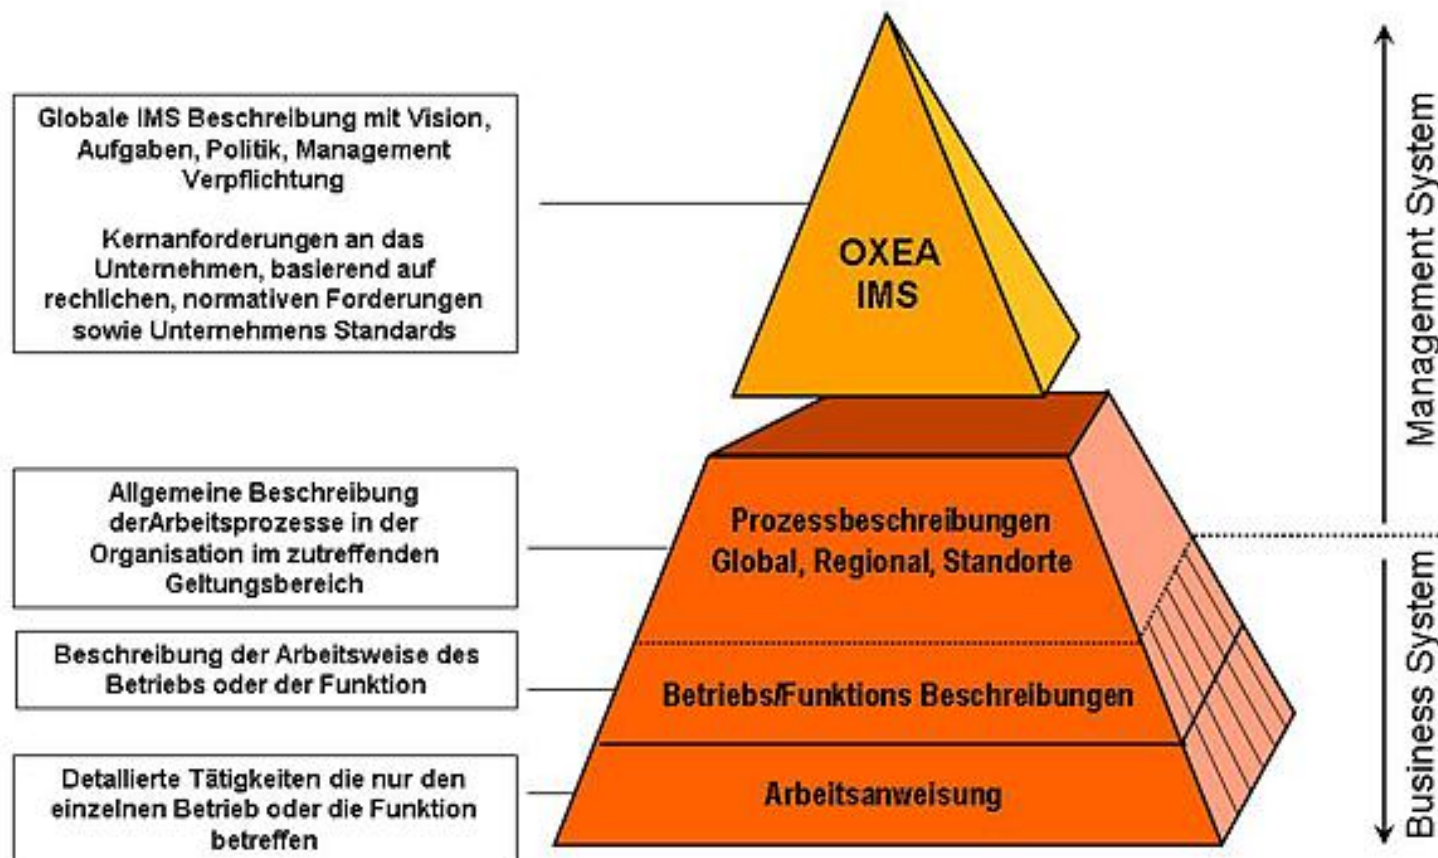 Globale IMS Beschreibung mit Vision,
Aufgaben, Politik, Management
Verpflichtung
Kernanforderungen an das
Unternehmen, basierend auf
rechlichen, normativen Forderungen
sowie Unternehmens Standards
OXEA
IMS
Management System
Allgemeine Beschreibung
derArbeitsprozesse in der
Organisation im zutreffenden
Geltungsbereich
Prozessbeschreibungen
Global, Regional, Standorte
Beschreibung der Arbeitsweise des
Betriebs oder der Funktion
Betriebs/Funktions Beschreibungen
Business System
Detallierte Tätigkeiten die nur den
einzelnen Betrieb oder die Funktion
betreffen
Arbeitsanweisung